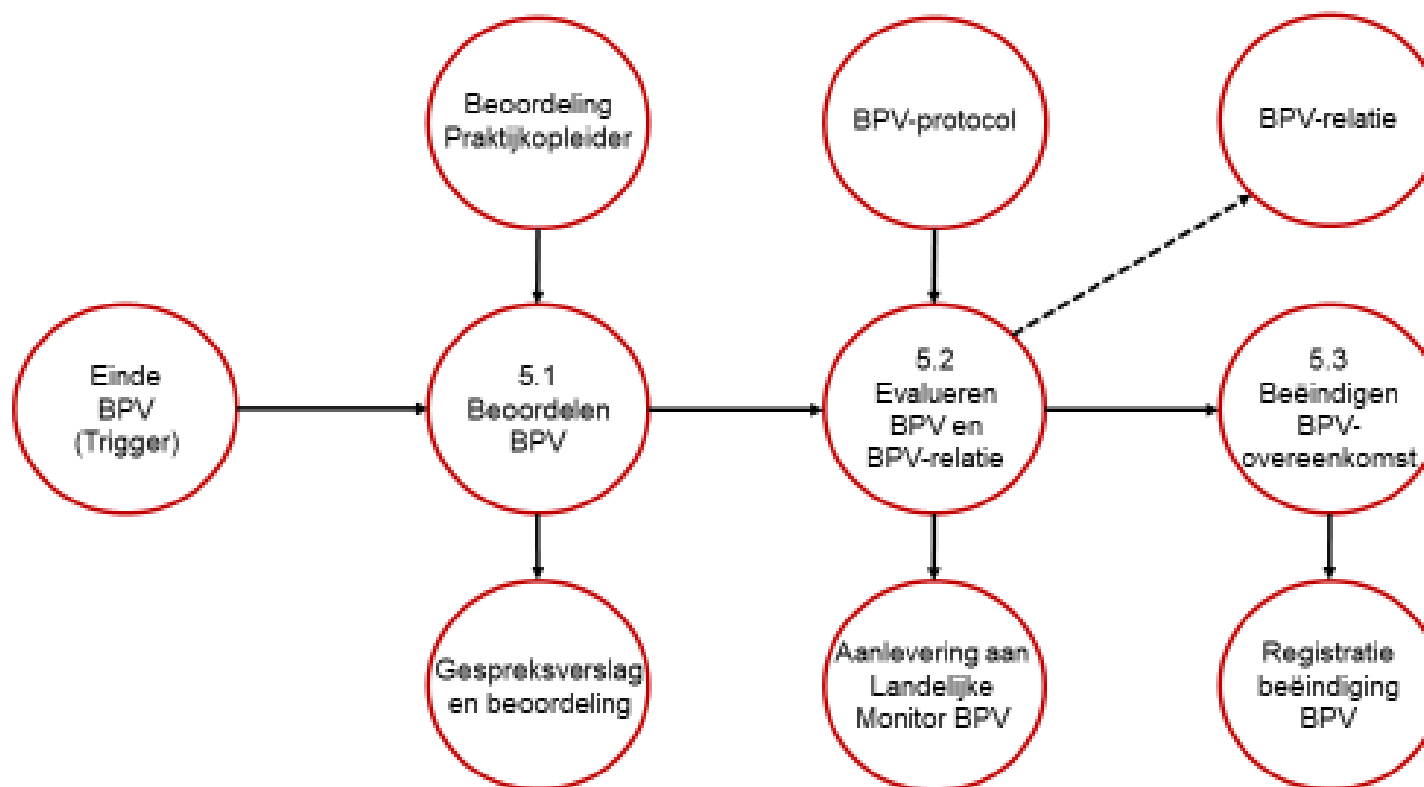 Beoordeling
Praktijkopleider
BPV-protocol
BPV-relatie
Einde
BPV
(Trigger)
5.1
Beoordelen
BPV
5.2
Evalueren
BPV en
BPV-relatie
5.3
Beëindigen
BPV-
overeenkomst
Gespreksverslag
en beoordeling
Aanlevering aan
Landelijke
Monitor BPV
Registratie
beëindiging
BPV